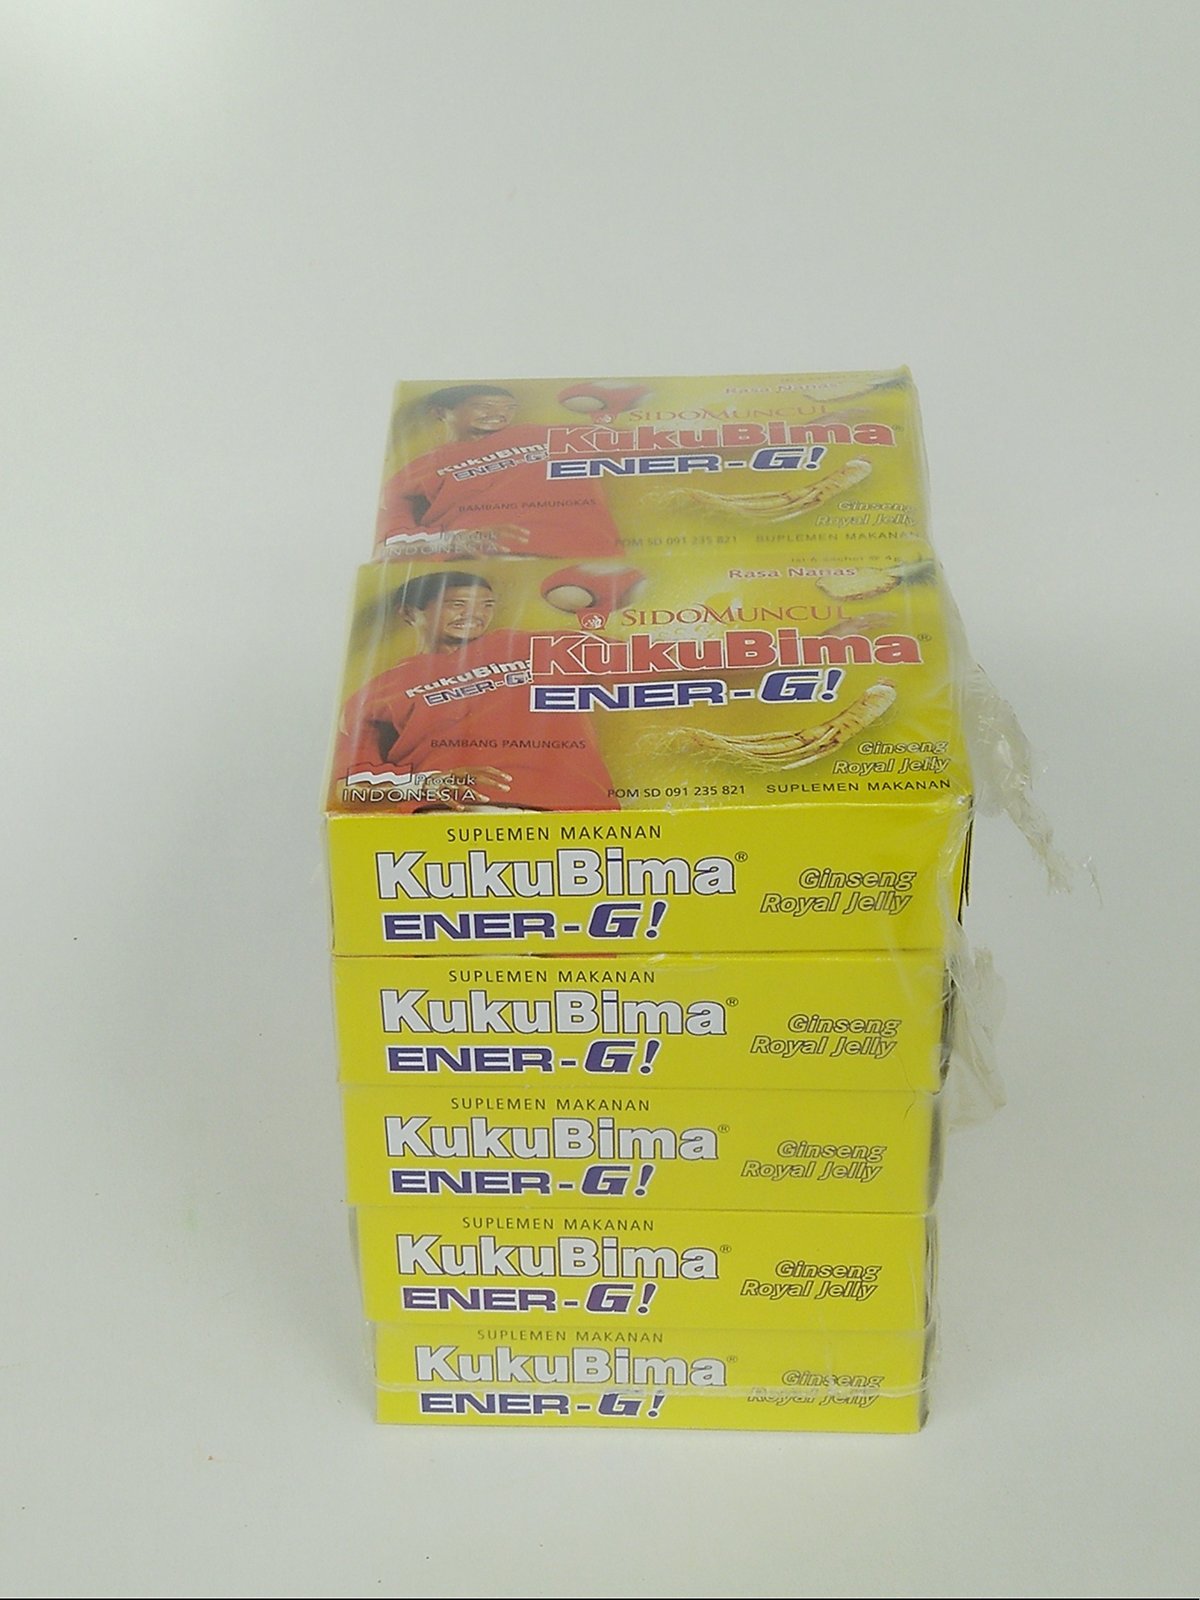 Rasa Nanas
SIDOMUNCUL
KukuBima®
ENER-G!
KukuBima
ENER-G!
BAMBANG PAMUNGKAS
Ginseng
Royal Jelly
Produk
INDONESIA
POM SD 091 235 821 SUPLEMEN MAKANAN
Rasa Nanas
SIDOMUNCUL
KukuBima®
ENER-G!
KukuBima
ENER-G!
BAMBANG PAMUNGKAS
Ginseng
Royal Jelly
Produk
INDONESIA
POM SD 091 235 821 SUPLEMEN MAKANAN
SUPLEMEN MAKANAN
KukuBima®
ENER-G!
Ginseng
Royal Jelly
SUPLEMEN MAKANAN
KukuBima®
ENER-G!
Ginseng
Royal Jelly
SUPLEMEN MAKANAN
KukuBima®
ENER-G!
Ginseng
Royal Jelly
SUPLEMEN MAKANAN
KukuBima®
ENER-G!
Ginseng
Royal Jelly
SUPLEMEN MAKANAN
KukuBima®
ENER-G!
Ginseng
Royal Jelly